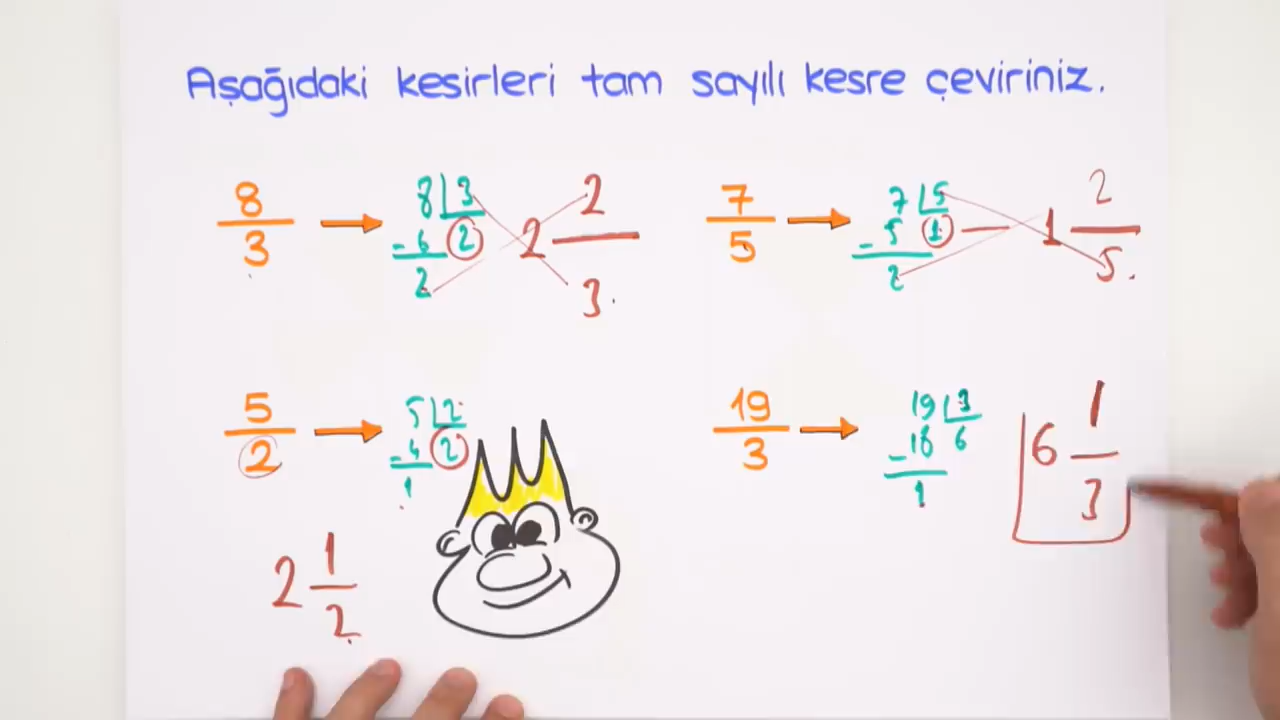 Aşağıdaki kesirleri tam sayılı kesre çeviriniz.
8/3 → 8 | 3
- 6 2
2
2 2/3
7/5 → 7 | 5
- 5 1
2
1 2/5
5/2 → 5 | 2
- 4 2
1
2 1/2
19/3 → 19 | 3
- 18 6
1
6 1/3